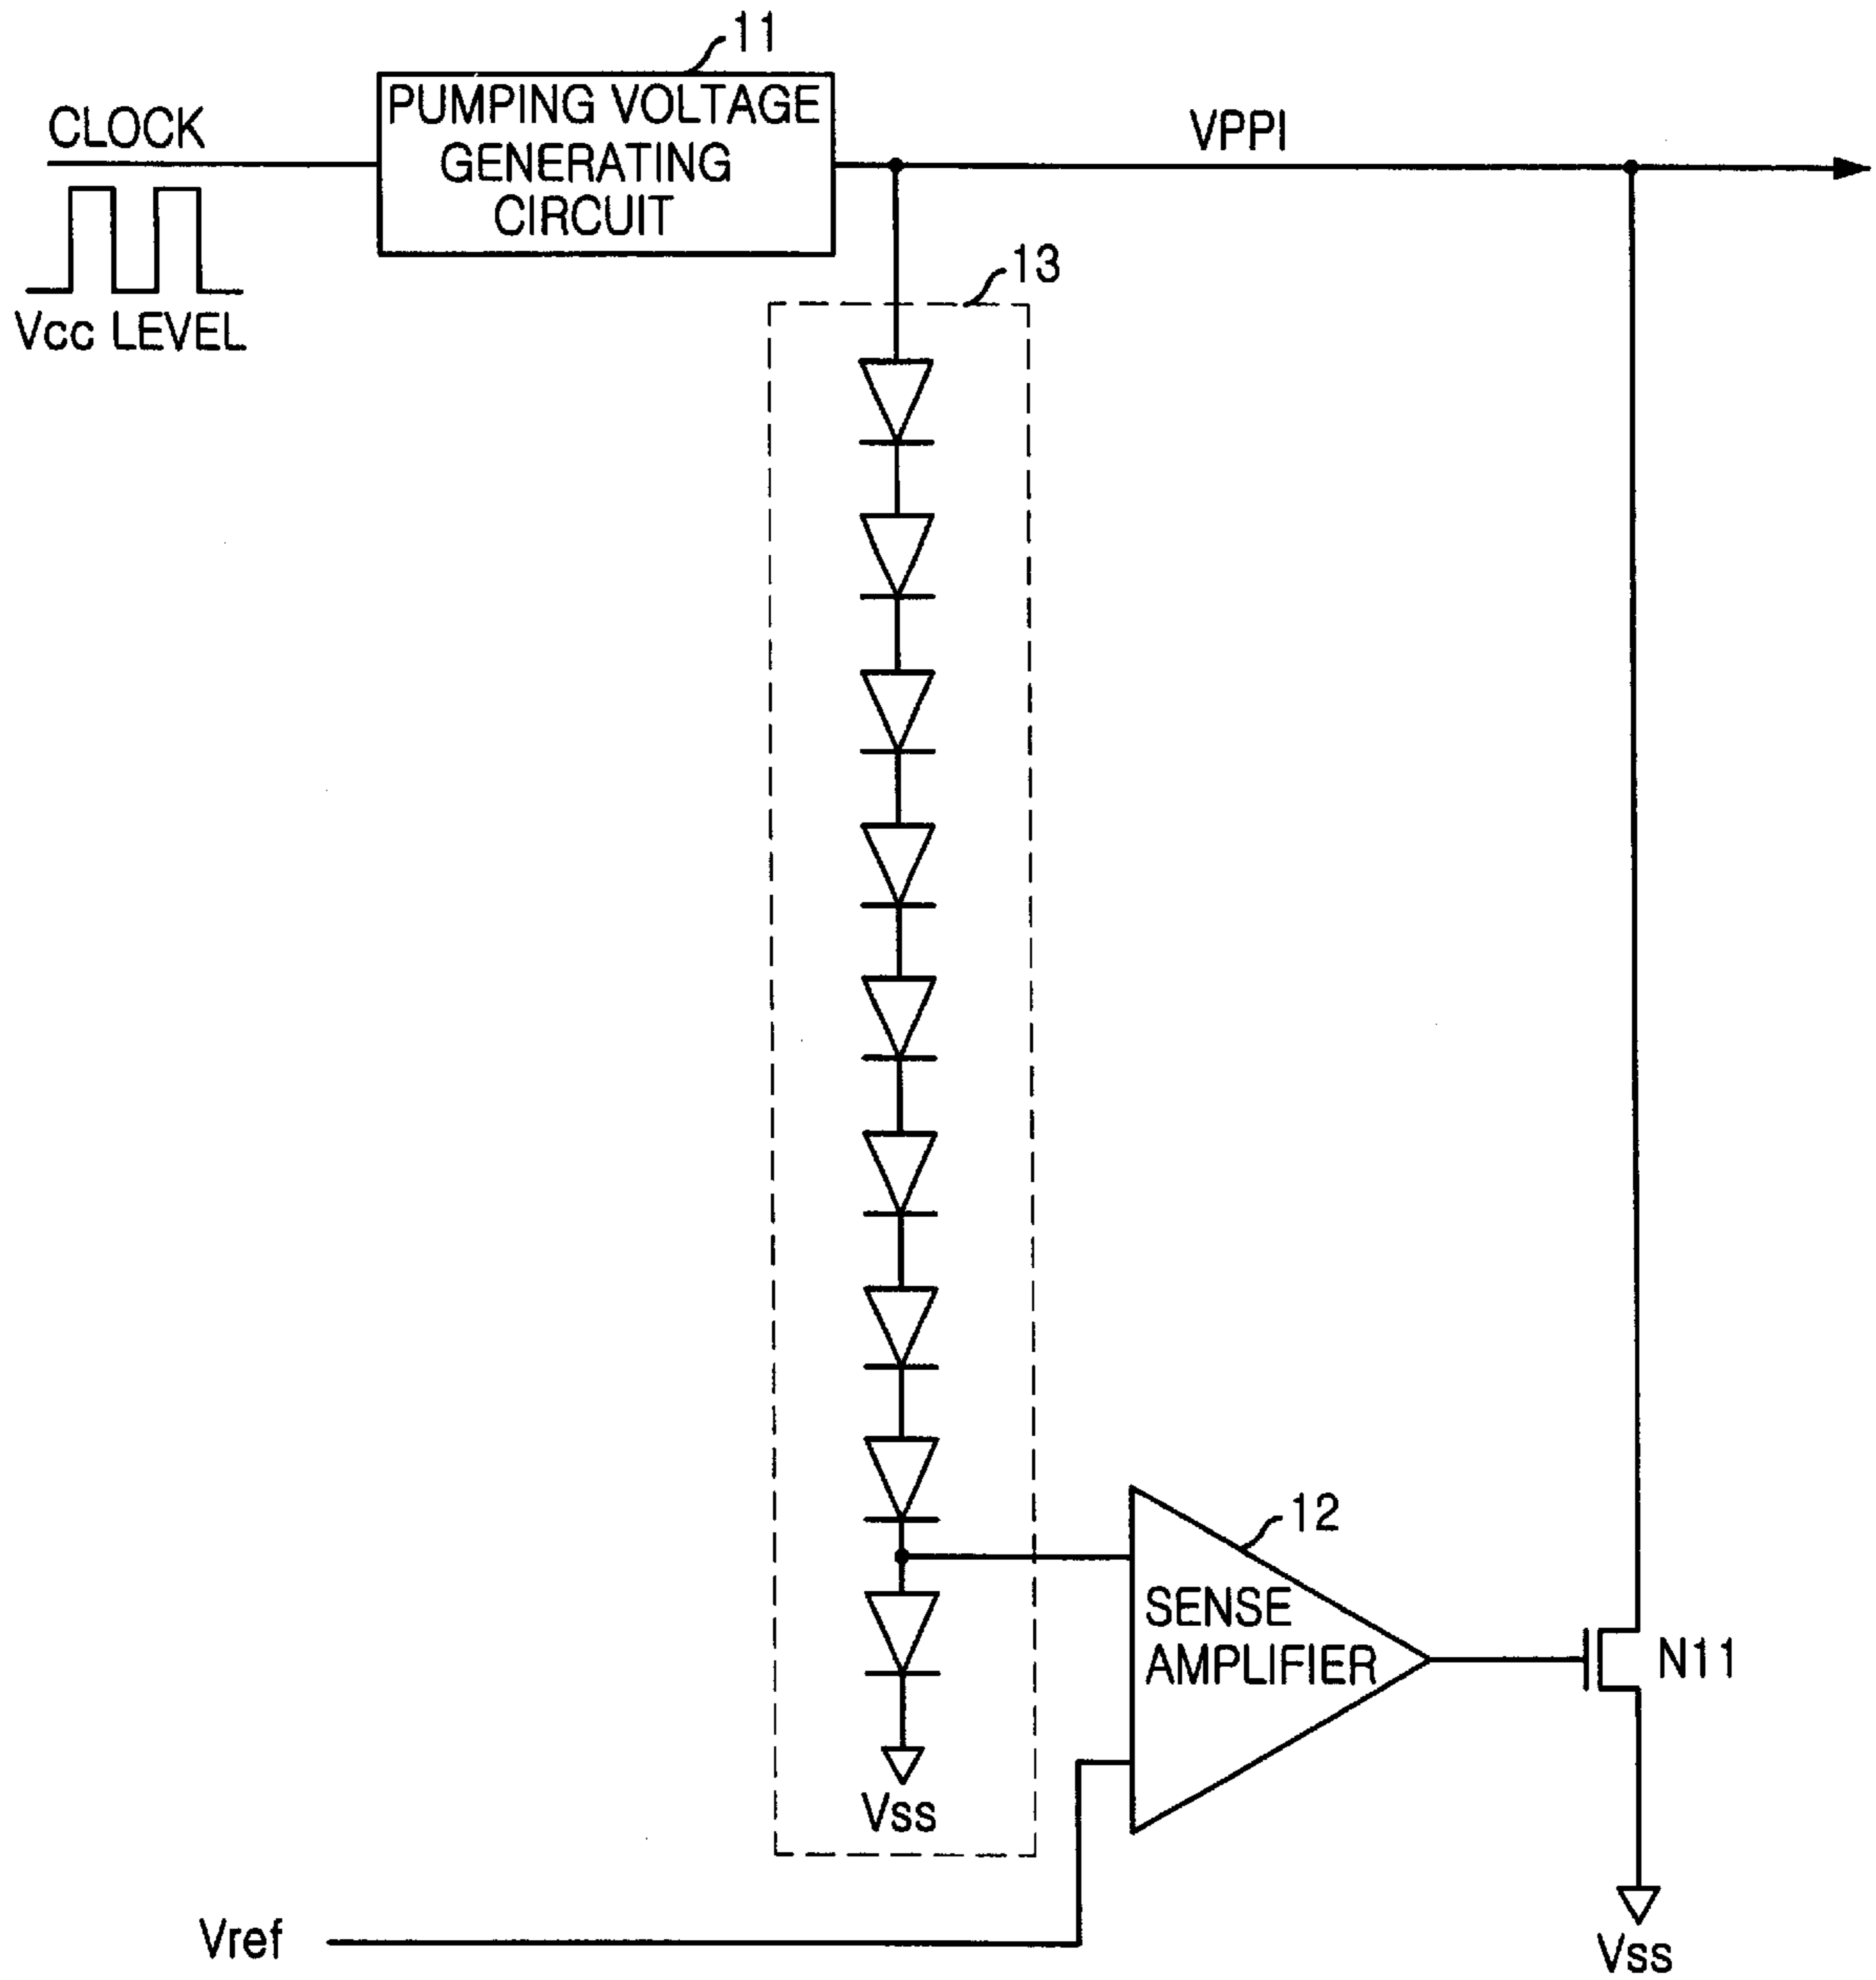 11
PUMPING VOLTAGE
GENERATING
CIRCUIT
CLOCK
Vcc LEVEL
VPPI
13
12
SENSE
AMPLIFIER
N11
Vss
Vref
Vss